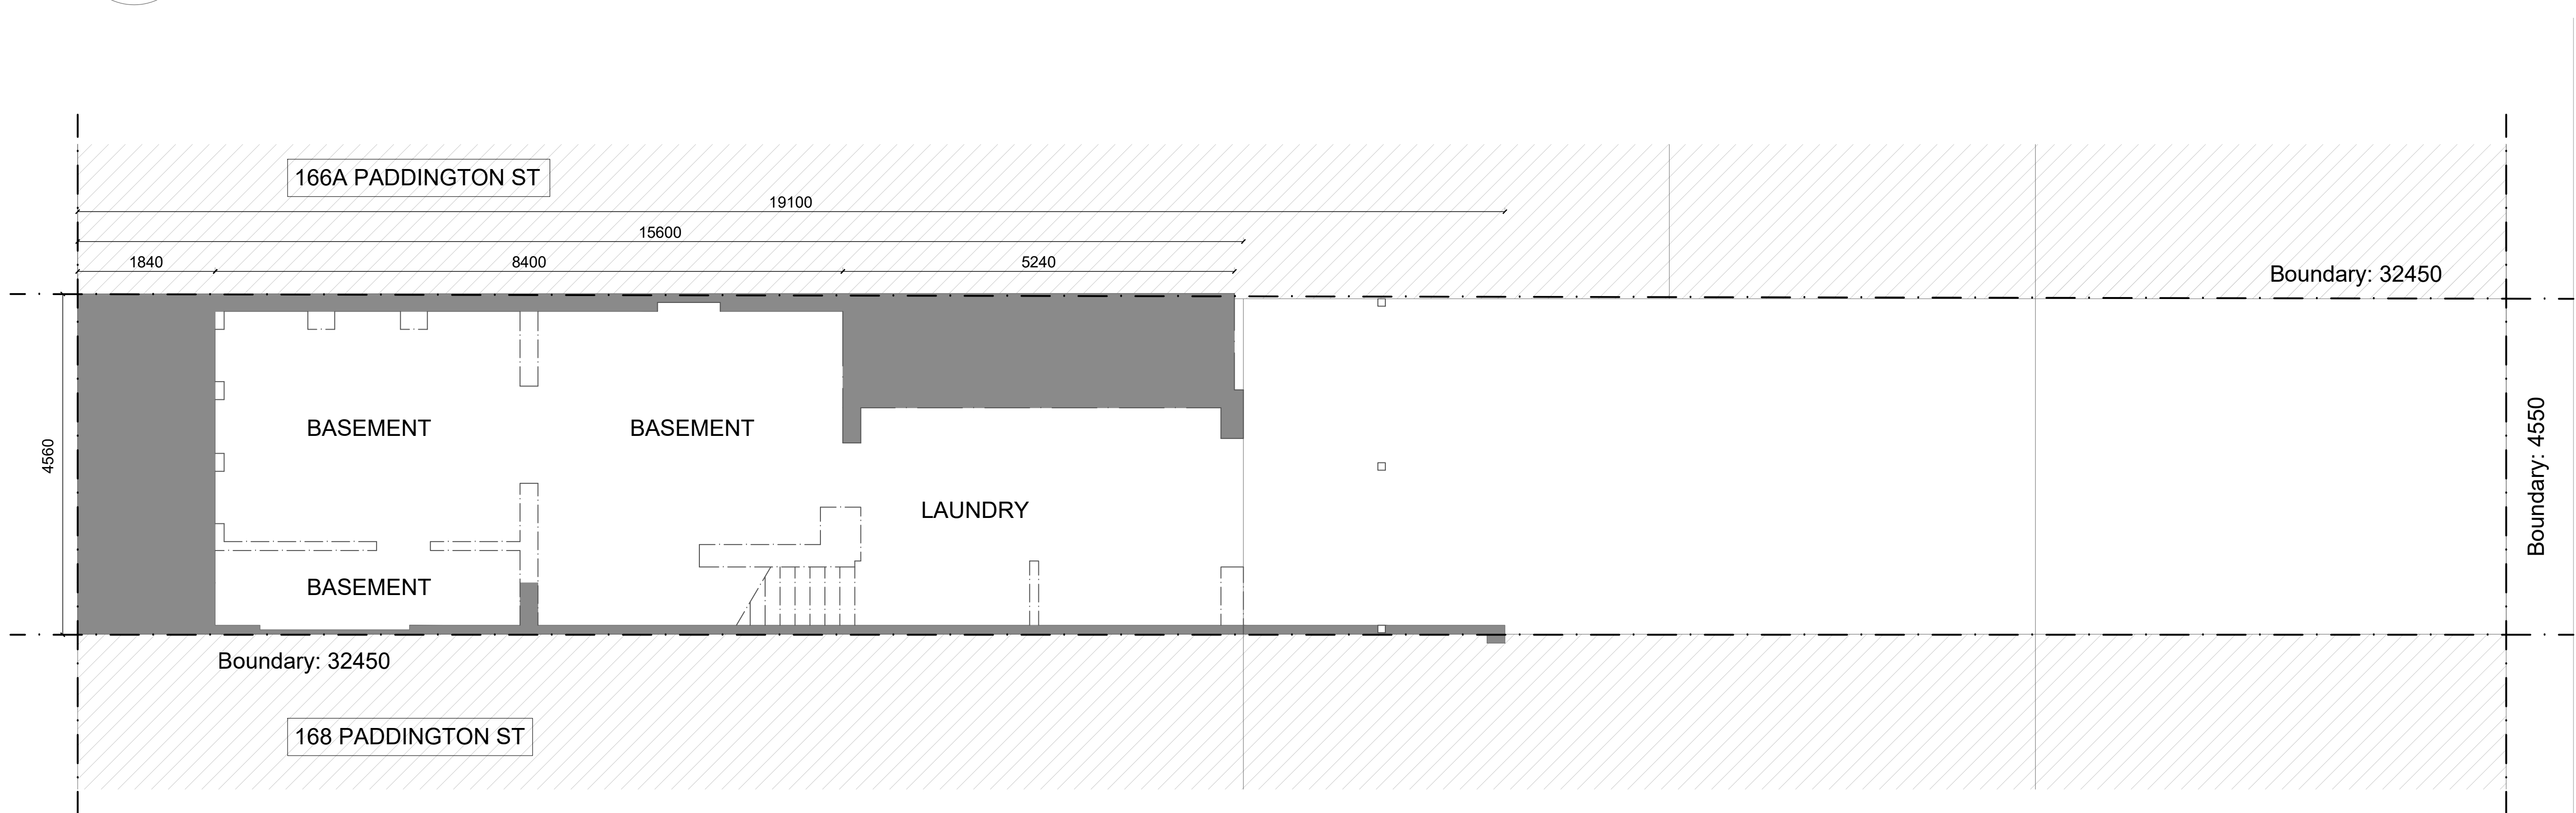 166A PADDINGTON ST
19100
15600
1840
8400
5240
Boundary: 32450
4560
BASEMENT
BASEMENT
Boundary: 4550
LAUNDRY
BASEMENT
Boundary: 32450
168 PADDINGTON ST